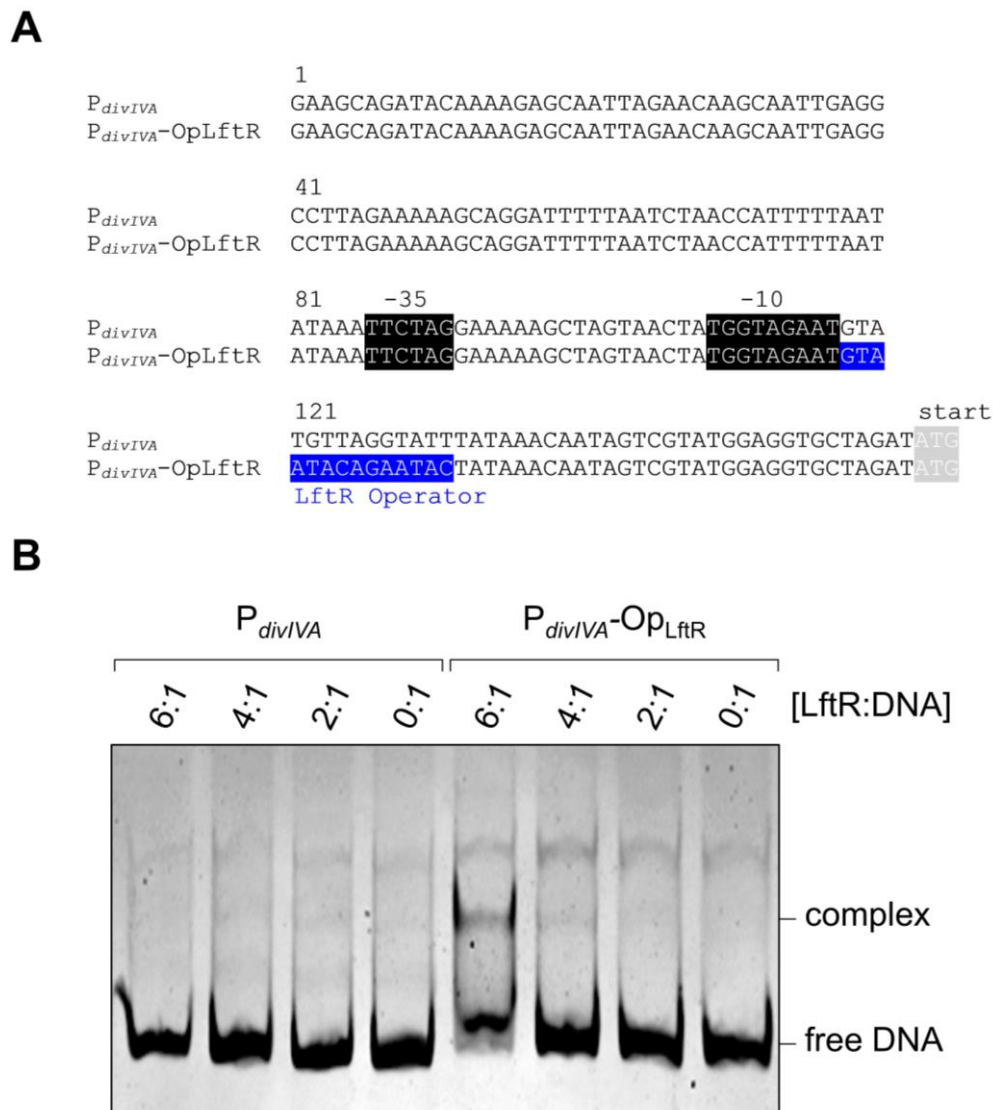 A
1
PdivIVA GAAGCAGATACAAAAGAGCAATTAGAACAAGCAATTGAGG
PdivIVA-OpLftR GAAGCAGATACAAAAGAGCAATTAGAACAAGCAATTGAGG
41
PdivIVA CCTTAGAAAAAGCAGGATTTTTAATCTAACCATTTTTAAT
PdivIVA-OpLftR CCTTAGAAAAAGCAGGATTTTTAATCTAACCATTTTTAAT
81 -35 -10
PdivIVA ATAAATTCTAGGAAAAAGCTAGTAACTATGGTAGAATGTA
PdivIVA-OpLftR ATAAATTCTAGGAAAAAGCTAGTAACTATGGTAGAATGTA
121 start
PdivIVA TGTTAGGTATTTATAAACAATAGTCGTATGGAGGTGCTAGATATG
PdivIVA-OpLftR ATACAGAATACTATAAACAATAGTCGTATGGAGGTGCTAGATATG
LftR Operator
B
PdivIVA PdivIVA-OpLftR
6:1 4:1 2:1 0:1 6:1 4:1 2:1 0:1 [LftR:DNA]
complex
free DNA